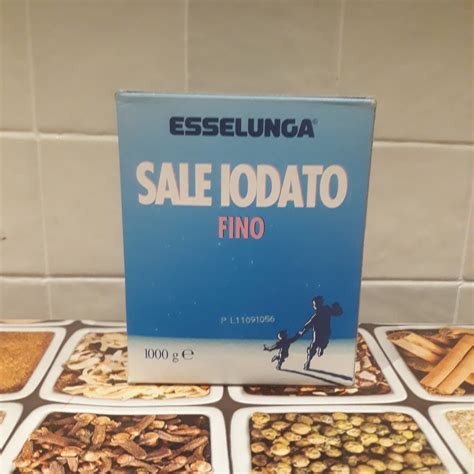 ESSELUNGA®
SALE IODATO
FINO
P L11091056
1000 g e